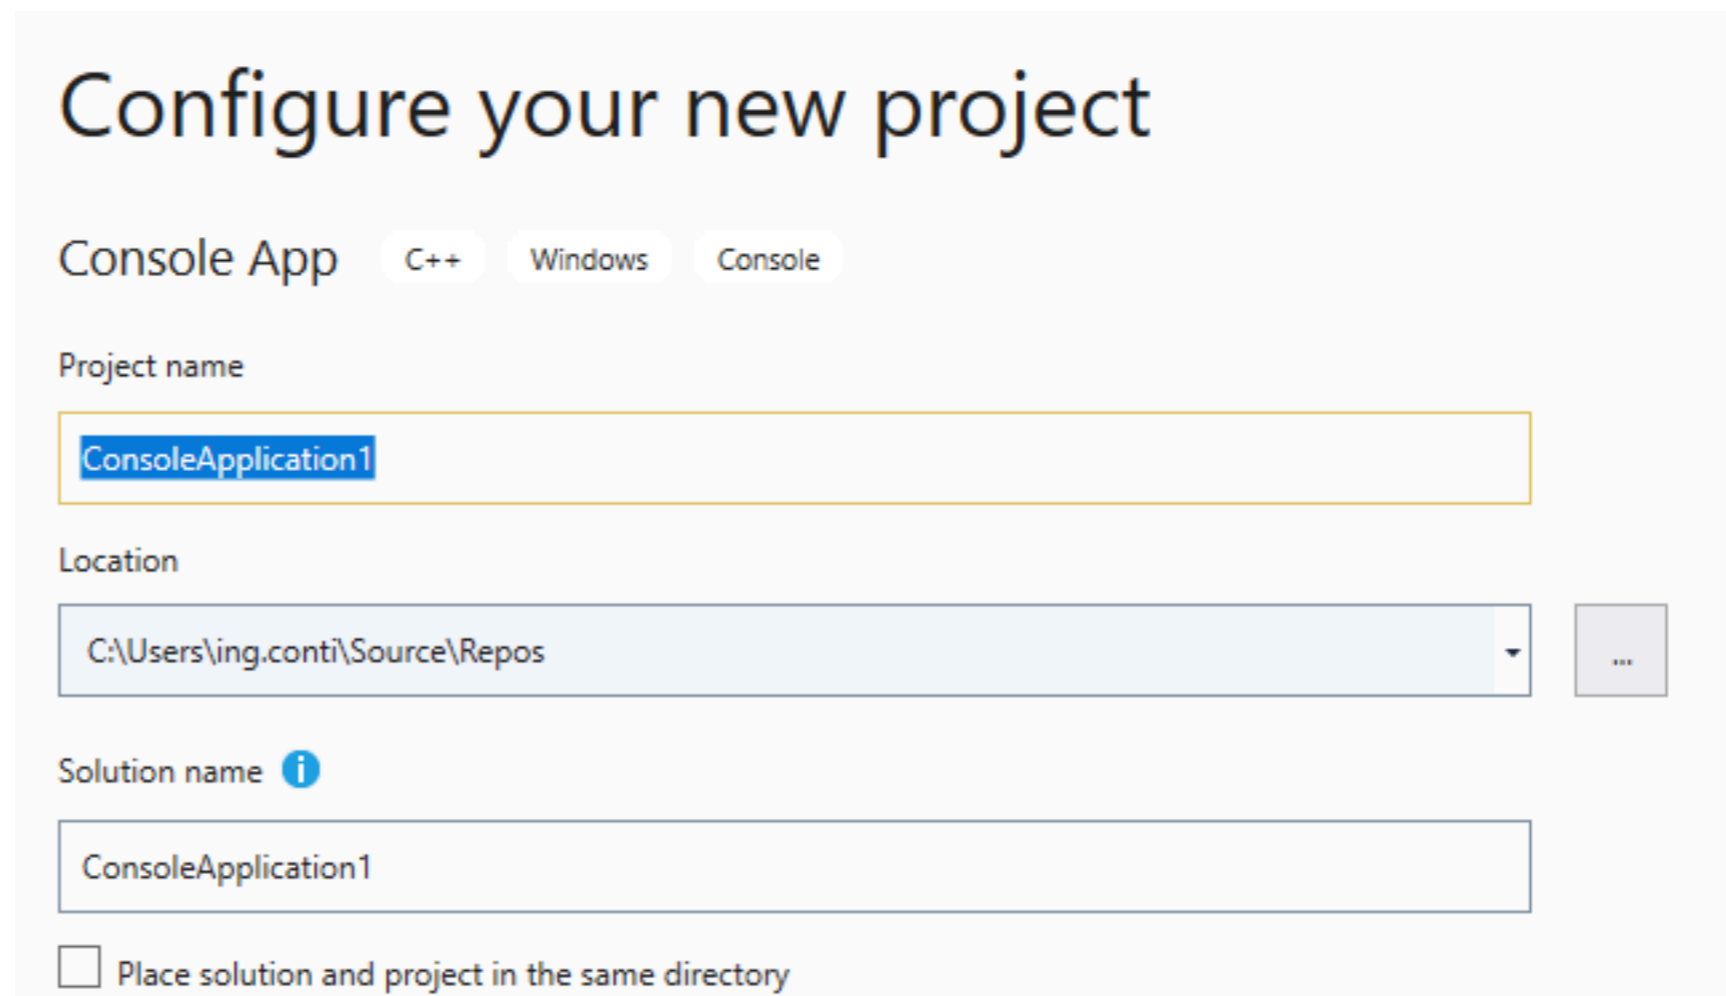 Configure your new project
Console App C++ Windows Console
Project name
ConsoleApplication1
Location
C:\Users\ing.conti\Source\Repos
...
Solution name i
ConsoleApplication1
Place solution and project in the same directory